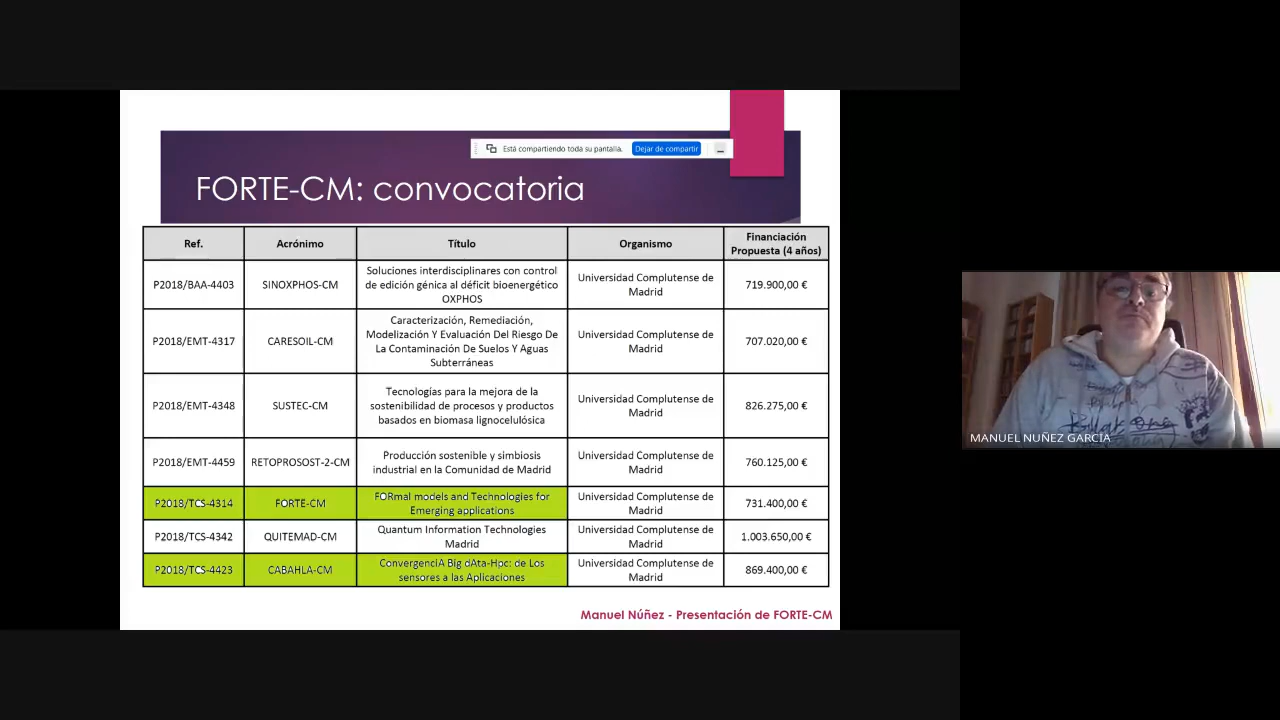 Está compartiendo toda su pantalla. Dejar de compartir
FORTE-CM: convocatoria
Ref. Acrónimo Título Organismo Financiación Propuesta (4 años)
P2018/BAA-4403 SINOXPHOS-CM Soluciones interdisciplinares con control de edición génica al déficit bioenergético OXPHOS Universidad Complutense de Madrid 719.900,00 €
P2018/EMT-4317 CARESOIL-CM Caracterización, Remediación, Modelización Y Evaluación Del Riesgo De La Contaminación De Suelos Y Aguas Subterráneas Universidad Complutense de Madrid 707.020,00 €
P2018/EMT-4348 SUSTEC-CM Tecnologías para la mejora de la sostenibilidad de procesos y productos basados en biomasa lignocelulósica Universidad Complutense de Madrid 826.275,00 €
P2018/EMT-4459 RETOPROSOST-2-CM Producción sostenible y simbiosis industrial en la Comunidad de Madrid Universidad Complutense de Madrid 760.125,00 €
P2018/TCS-4314 FORTE-CM FORmal models and Technologies for Emerging applications Universidad Complutense de Madrid 731.400,00 €
P2018/TCS-4342 QUITEMAD-CM Quantum Information Technologies Madrid Universidad Complutense de Madrid 1.003.650,00 €
P2018/TCS-4423 CABAHLA-CM ConvergenciA Big dAta-Hpc: de Los sensores a las Aplicaciones Universidad Complutense de Madrid 869.400,00 €
Manuel Núñez - Presentación de FORTE-CM
MANUEL NUÑEZ GARCÍA